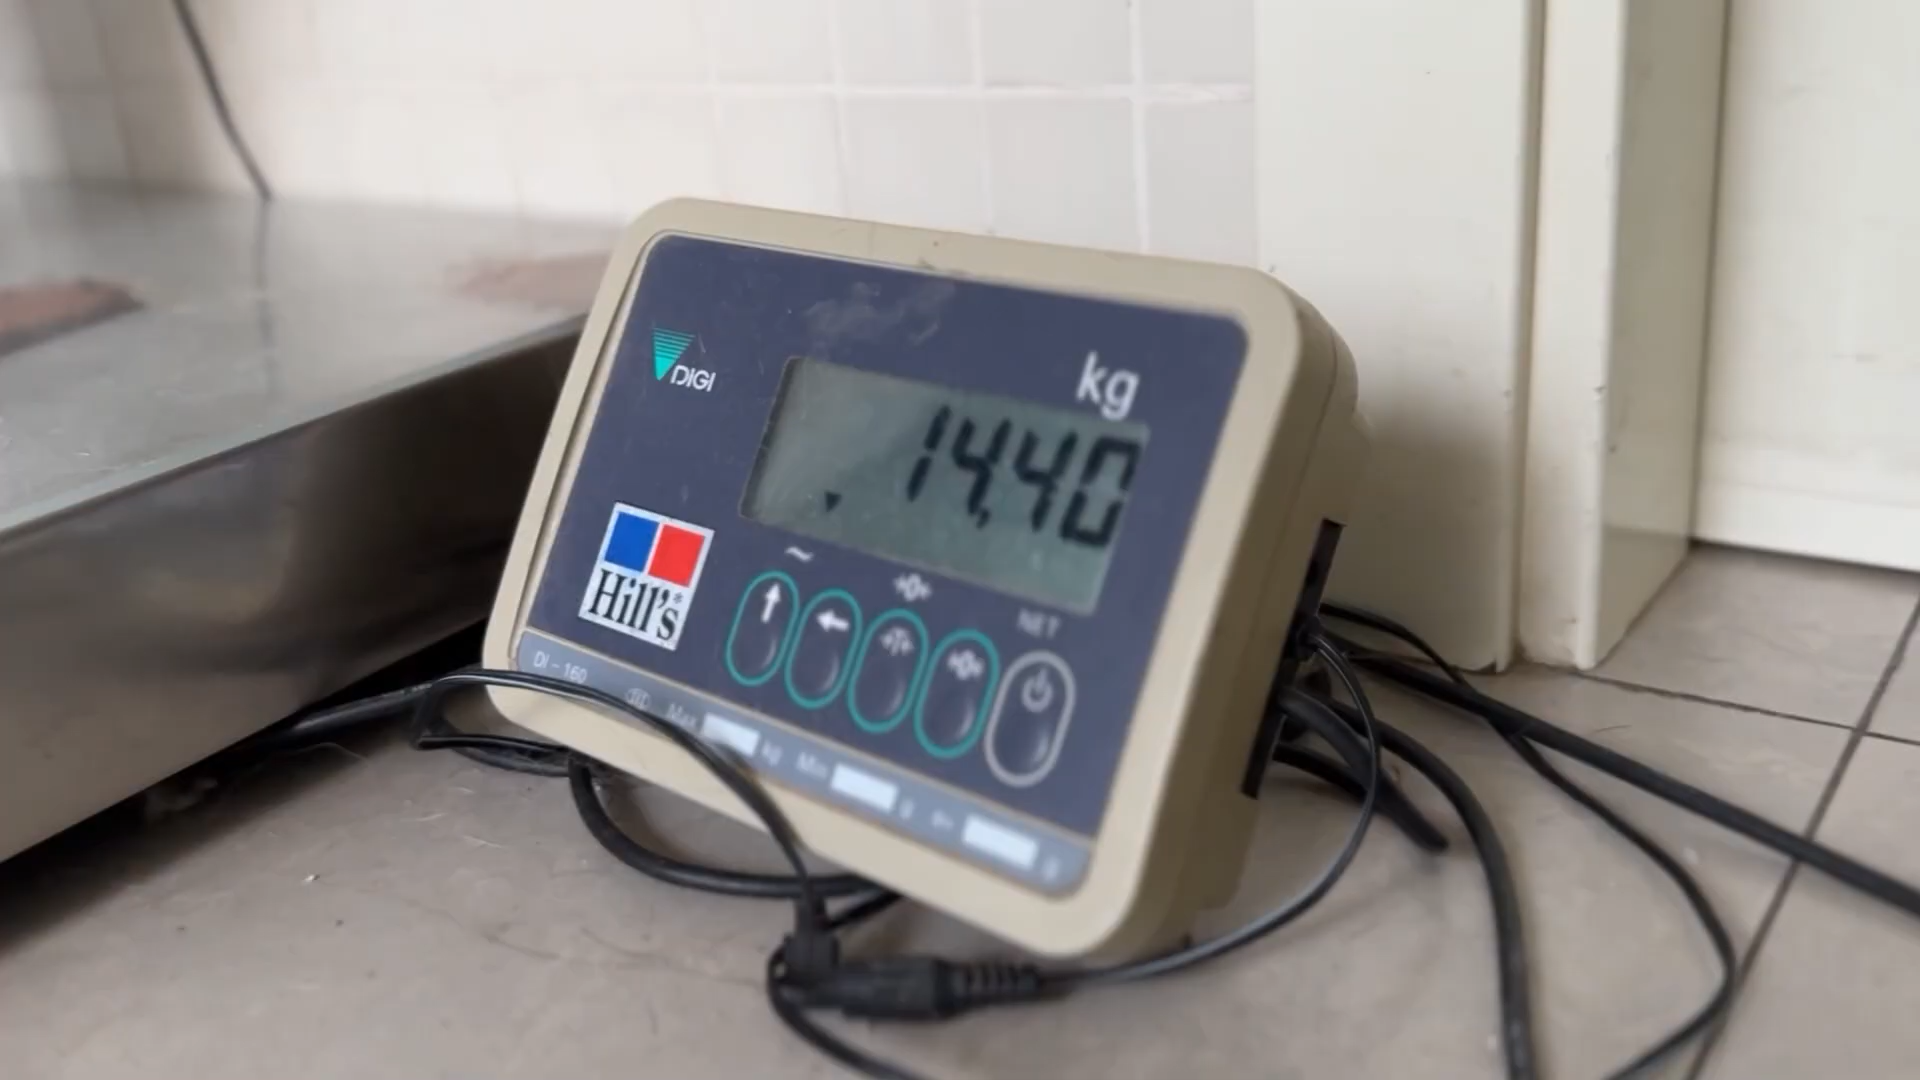 DIGI
kg
14,40
Hill's
NET
DI - 160
Max kg Min g e= g